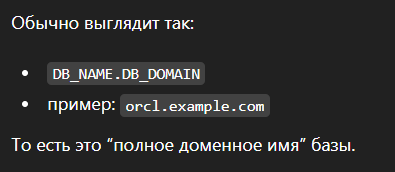 Обычно выглядит так:
• DB_NAME.DB_DOMAIN
• пример: orcl.example.com
То есть это “полное доменное имя” базы.